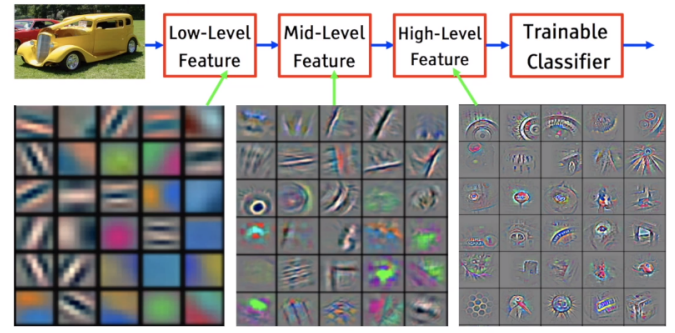 Low-Level
Feature
Mid-Level
Feature
High-Level
Feature
Trainable
Classifier